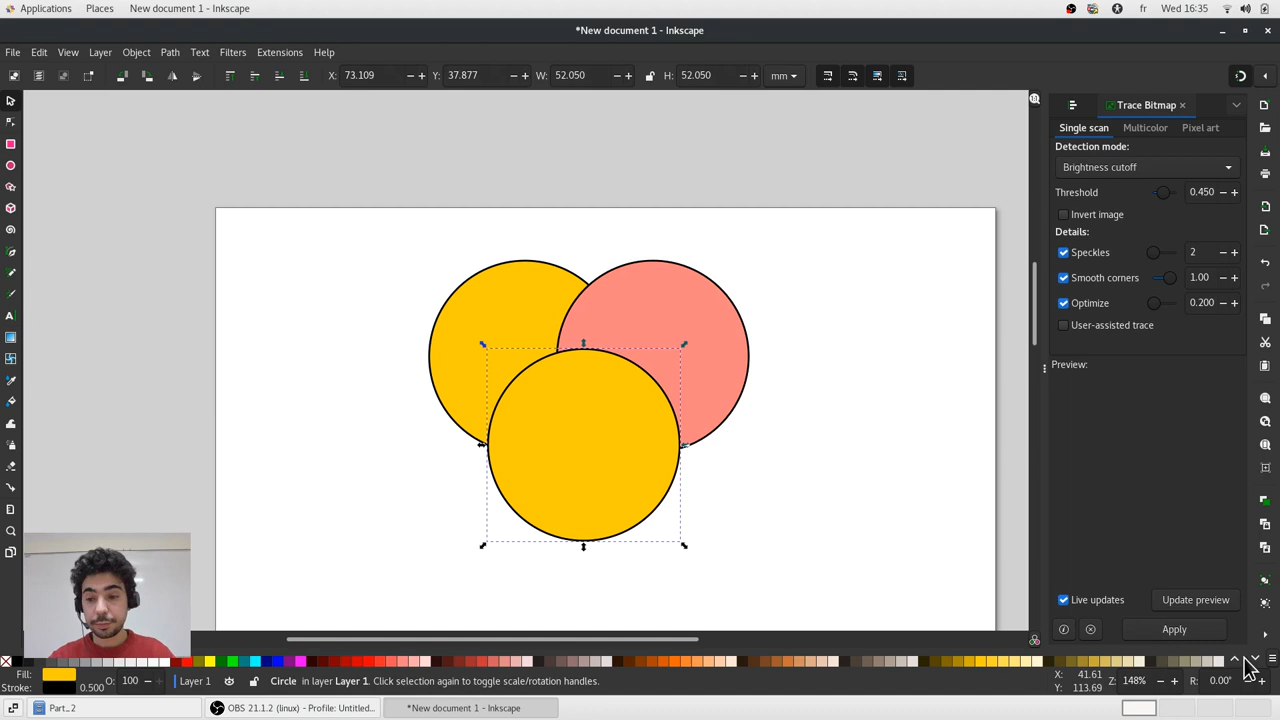 Applications Places New document 1 - Inkscape fr Wed 16:35
*New document 1 - Inkscape
File Edit View Layer Object Path Text Filters Extensions Help
X: 73.109 Y: 37.877 W: 52.050 H: 52.050 mm
Trace Bitmap
Single scan Multicolor Pixel art
Detection mode:
Brightness cutoff
Threshold 0.450
Invert image
Details:
Speckles 2
Smooth corners 1.00
Optimize 0.200
User-assisted trace
Preview:
Live updates Update preview
Apply
Fill:
Stroke: 0.500 O: 100 Layer 1 Circle in layer Layer 1. Click selection again to toggle scale/rotation handles. X: 41.61 Y: 113.69 Z: 148% R: 0.00°
Part_2 OBS 21.1.2 (linux) - Profile: Untitled... *New document 1 - Inkscape